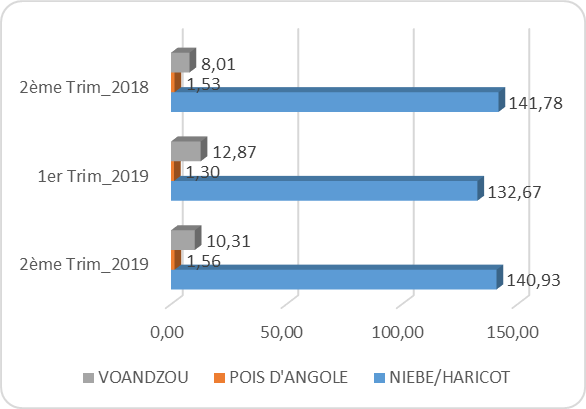 8,01
2ème Trim_2018
1,53
141,78
12,87
1er Trim_2019
1,30
132,67
10,31
2ème Trim_2019
1,56
140,93
0,00 50,00 100,00 150,00
VOANDZOU POIS D'ANGOLE NIEBE/HARICOT